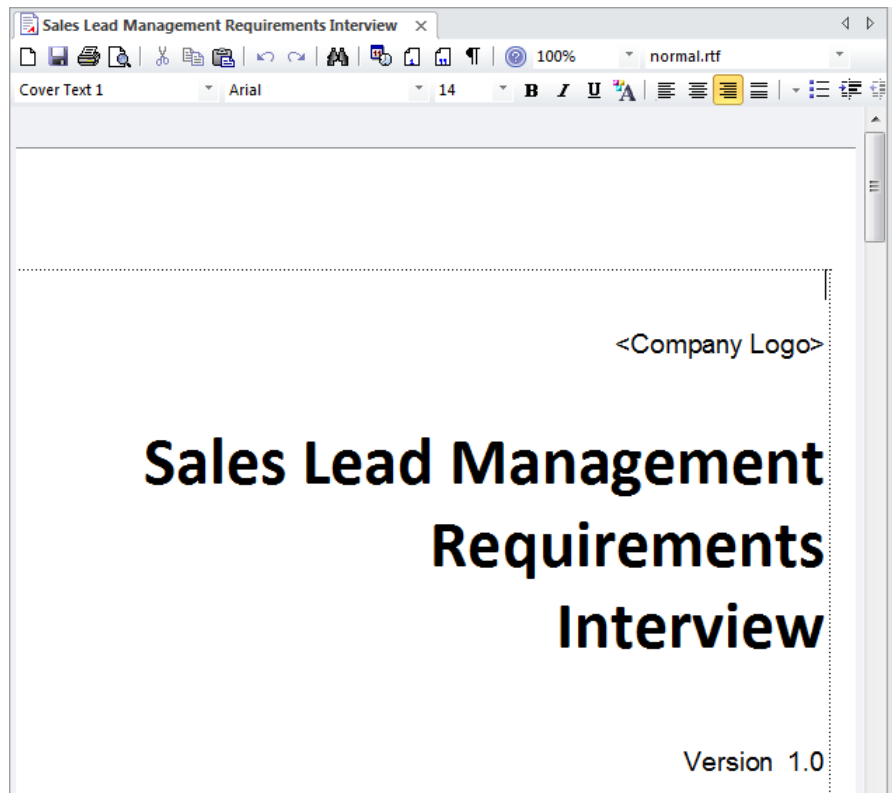 Sales Lead Management Requirements Interview
100% normal.rtf
Cover Text 1 Arial 14 B I U A
<Company Logo>
Sales Lead Management
Requirements
Interview
Version 1.0